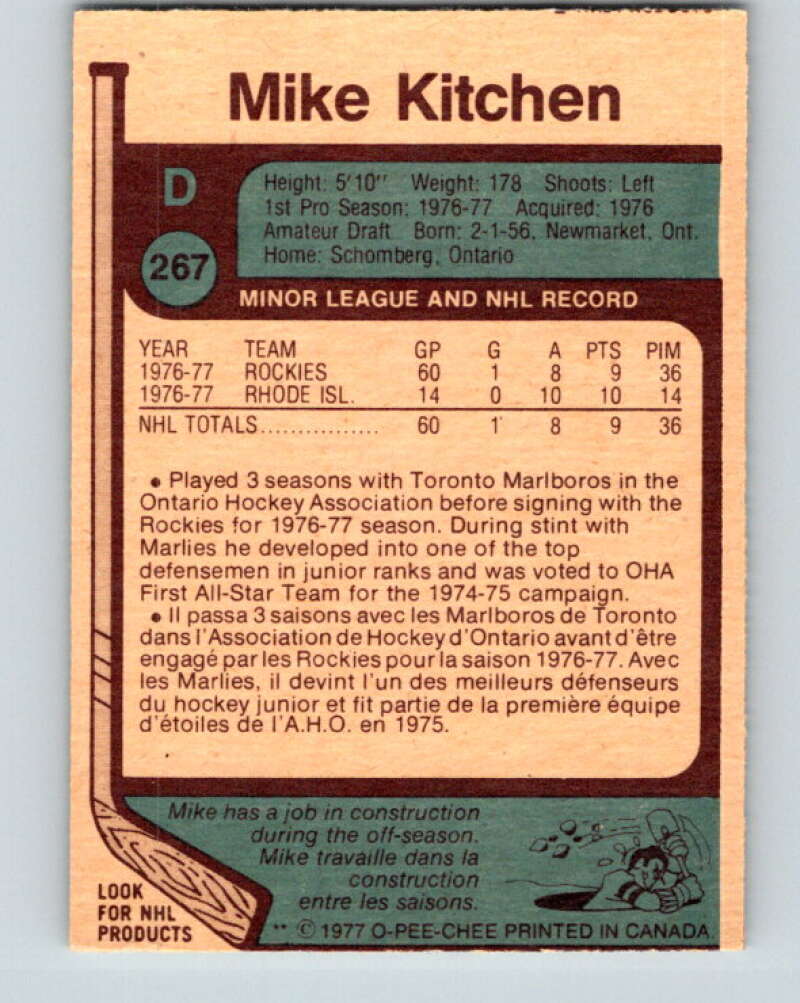 Mike Kitchen
D
267
Height: 5'10" Weight: 178 Shoots: Left
1st Pro Season: 1976-77 Acquired: 1976
Amateur Draft Born: 2-1-56, Newmarket, Ont.
Home: Schomberg, Ontario
MINOR LEAGUE AND NHL RECORD
YEAR TEAM GP G A PTS PIM
1976-77 ROCKIES 60 1 8 9 36
1976-77 RHODE ISL. 14 0 10 10 14
NHL TOTALS................ 60 1 8 9 36
• Played 3 seasons with Toronto Marlboros in the
Ontario Hockey Association before signing with the
Rockies for 1976-77 season. During stint with
Marlies he developed into one of the top
defensemen in junior ranks and was voted to OHA
First All-Star Team for the 1974-75 campaign.
• Il passa 3 saisons avec les Marlboros de Toronto
dans l'Association de Hockey d'Ontario avant d'être
engagé par les Rockies pour la saison 1976-77. Avec
les Marlies, il devint l'un des meilleurs défenseurs
du hockey junior et fit partie de la première équipe
d'étoiles de l'A.H.O. en 1975.
Mike has a job in construction
during the off-season.
Mike travaille dans la
construction
entre les saisons.
LOOK
FOR NHL
PRODUCTS
** © 1977 O-PEE-CHEE PRINTED IN CANADA